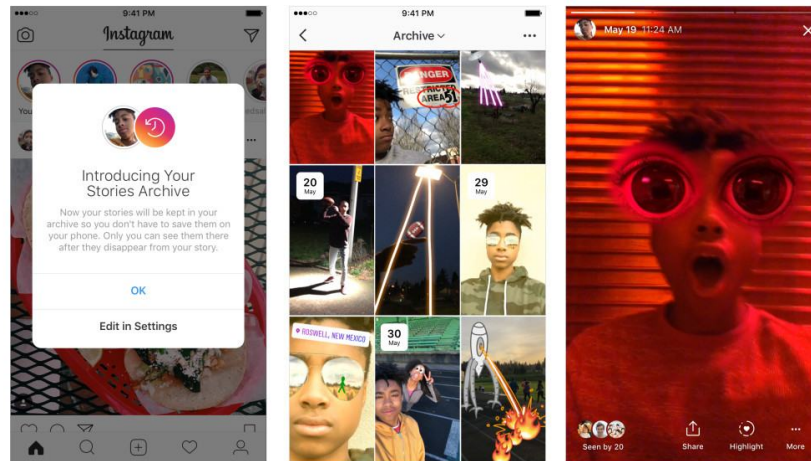 9:41 PM
Instagram
You
Introducing Your
Stories Archive
Now your stories will be kept in your
archive so you don't have to save them on
your phone. Only you can see them there
after they disappear from your story.
OK
Edit in Settings
9:41 PM
Archive
DANGER
RESTRICTED
AREA 51
20
May
29
May
ROSWELL, NEW MEXICO
30
May
May 19 11:24 AM
Seen by 20
Share
Highlight
More